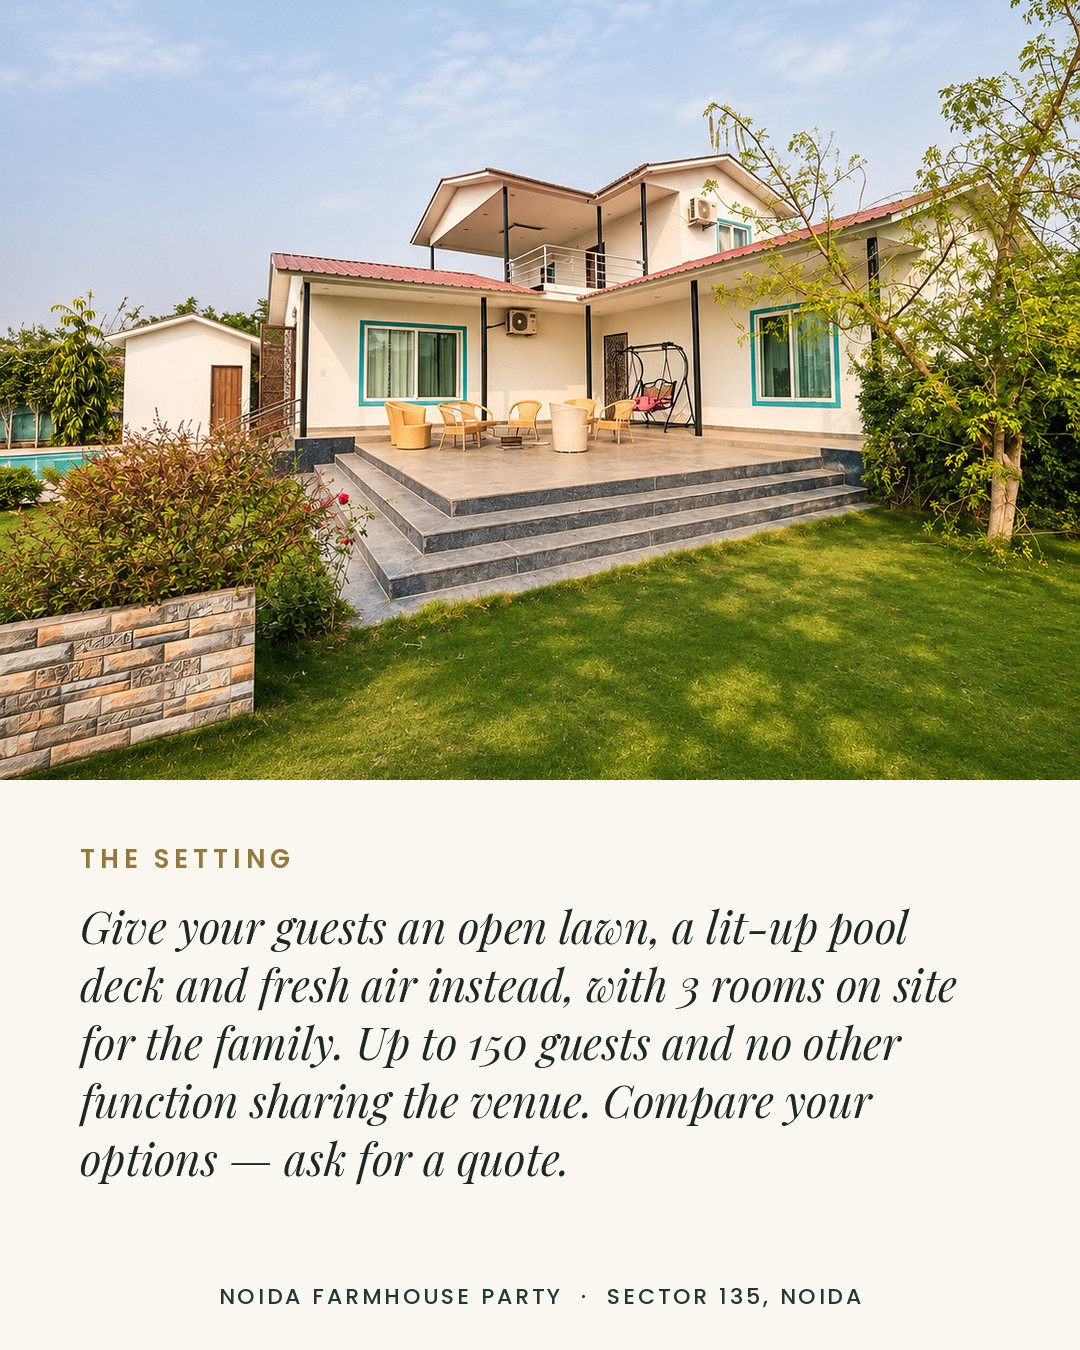 THE SETTING
Give your guests an open lawn, a lit-up pool
deck and fresh air instead, with 3 rooms on site
for the family. Up to 150 guests and no other
function sharing the venue. Compare your
options — ask for a quote.
NOIDA FARMHOUSE PARTY · SECTOR 135, NOIDA